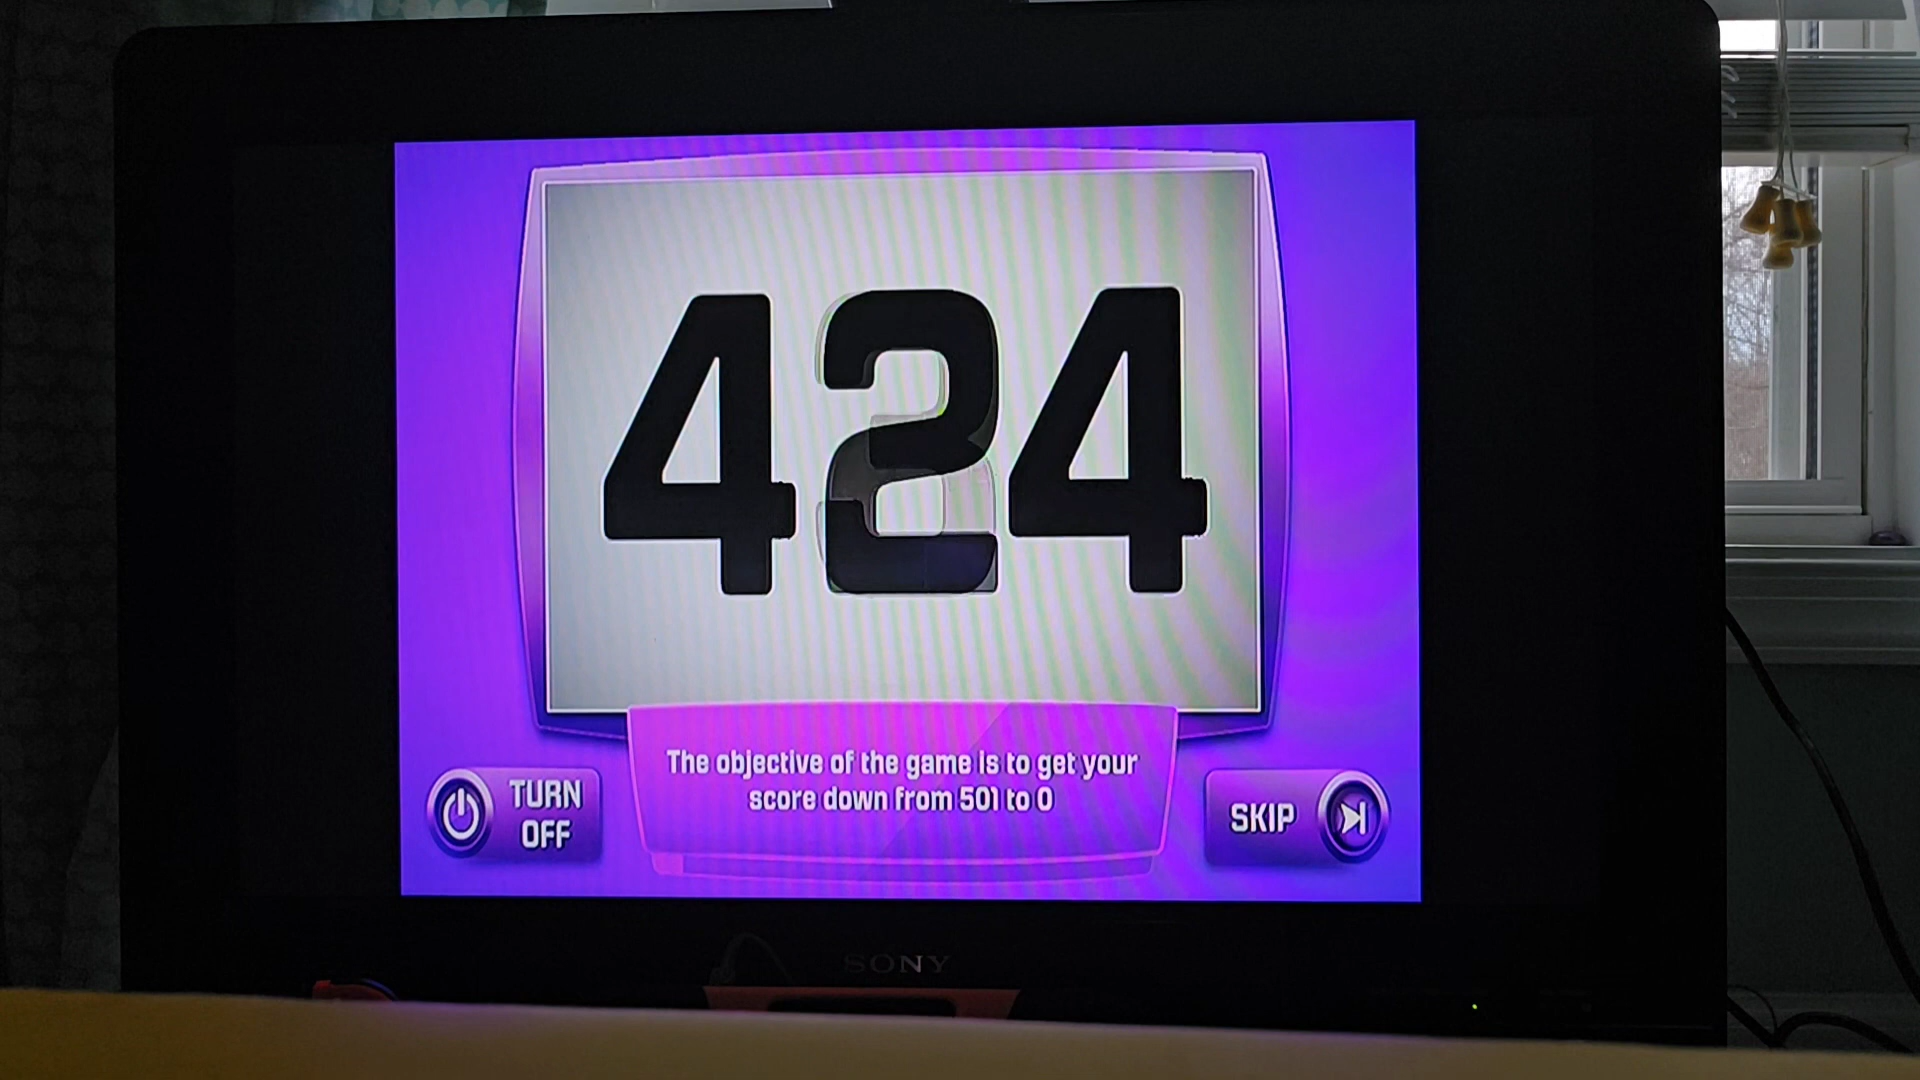 424
The objective of the game is to get your
score down from 501 to 0
TURN
OFF
SKIP
SONY